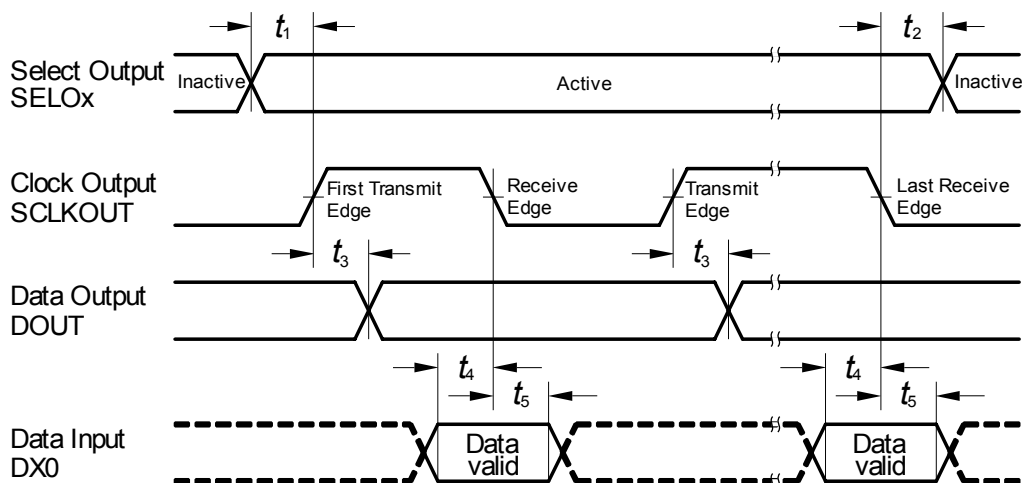 t1
t2
Select Output
SELOx
Inactive
Active
Inactive
Clock Output
SCLKOUT
First Transmit
Edge
Receive
Edge
Transmit
Edge
Last Receive
Edge
t3
t3
Data Output
DOUT
t4
t5
t4
t5
Data Input
DX0
Data
valid
Data
valid